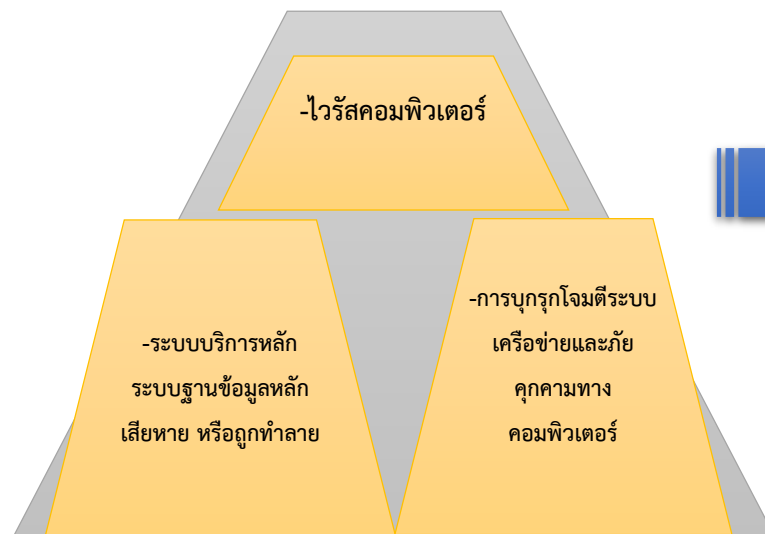 -ไวรัสคอมพิวเตอร์
-ระบบบริการหลัก
ระบบฐานข้อมูลหลัก
เสียหาย หรือถูกทำลาย
-การบุกรุกโจมตีระบบ
เครือข่ายและภัย
คุกคามทาง
คอมพิวเตอร์